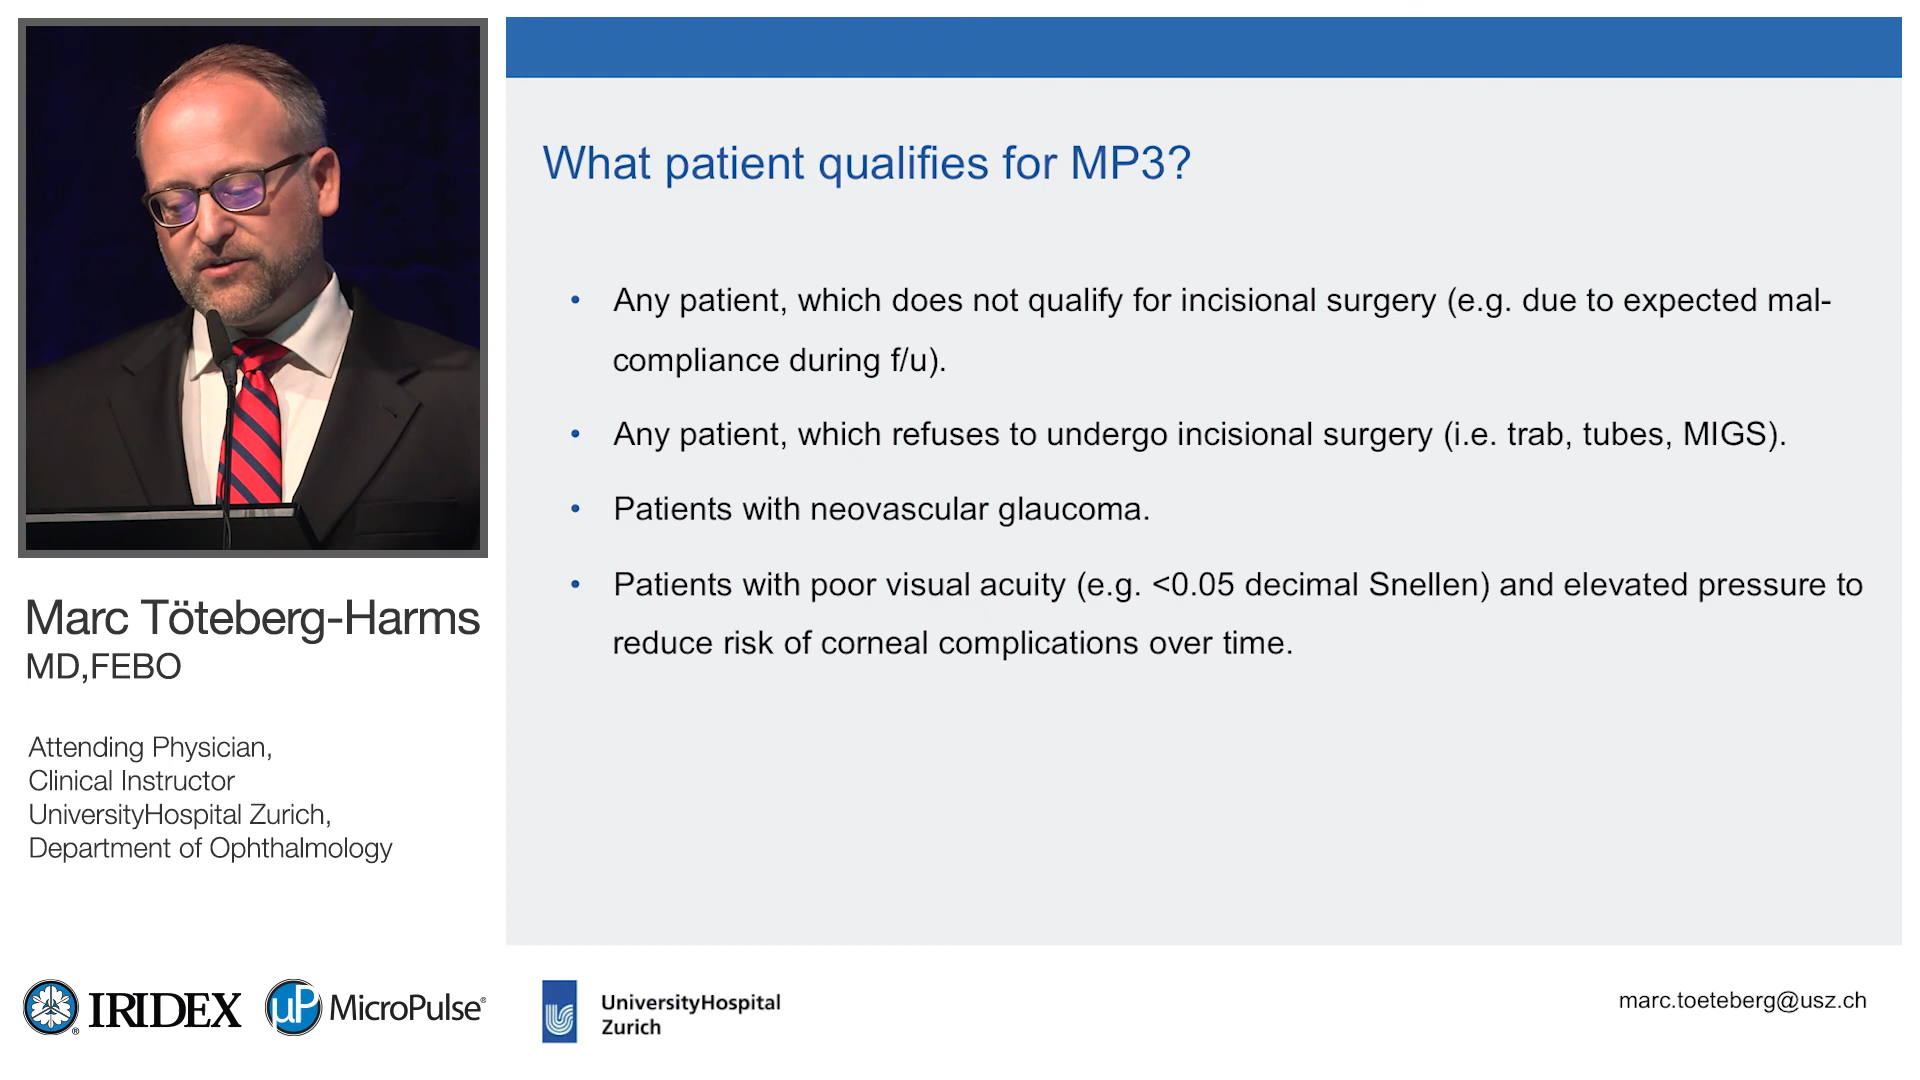 What patient qualifies for MP3?
• Any patient, which does not qualify for incisional surgery (e.g. due to expected mal-
compliance during f/u).
• Any patient, which refuses to undergo incisional surgery (i.e. trab, tubes, MIGS).
• Patients with neovascular glaucoma.
• Patients with poor visual acuity (e.g. <0.05 decimal Snellen) and elevated pressure to
reduce risk of corneal complications over time.
Marc Töteberg-Harms
MD,FEBO
Attending Physician,
Clinical Instructor
UniversityHospital Zurich,
Department of Ophthalmology
IRIDEX®
µP MicroPulse®
UniversityHospital
Zurich
marc.toeteberg@usz.ch